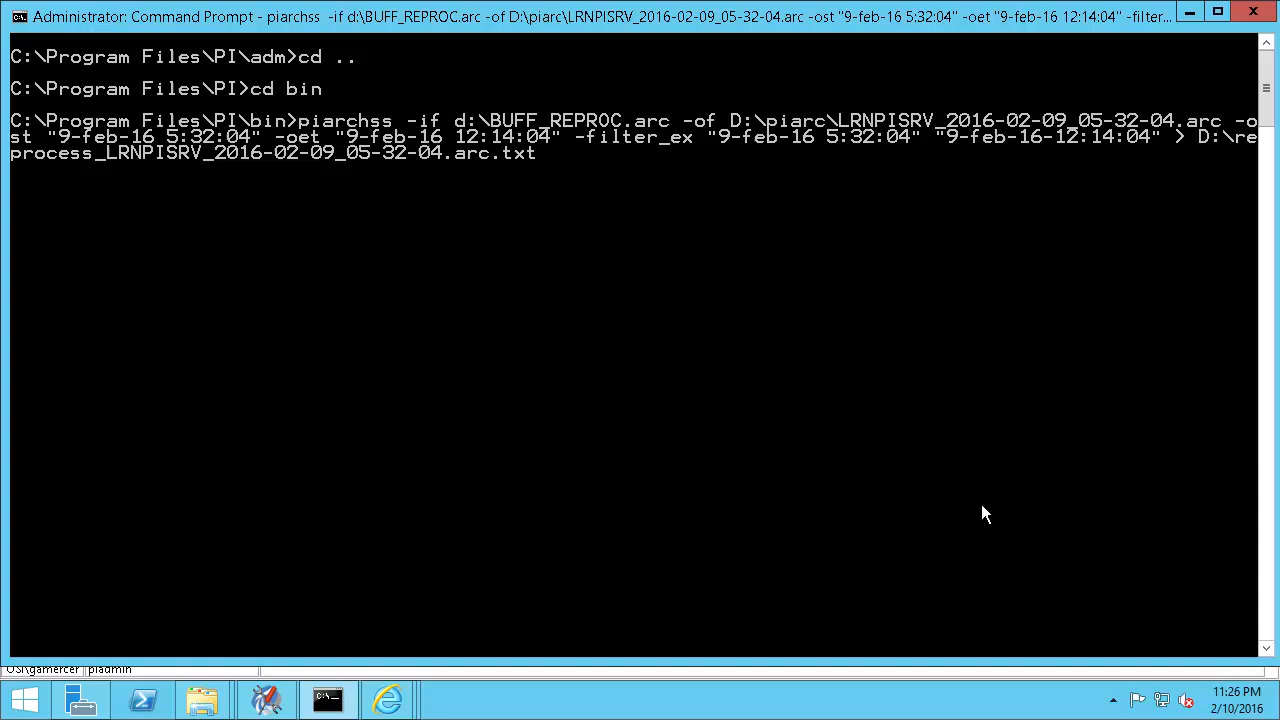 Administrator: Command Prompt - piarchss -if d:\BUFF_REPROC.arc -of D:\piarc\LRNPISRV_2016-02-09_05-32-04.arc -ost "9-feb-16 5:32:04" -oet "9-feb-16 12:14:04" -filter...
C:\Program Files\PI\adm>cd ..
C:\Program Files\PI>cd bin
C:\Program Files\PI\bin>piarchss -if d:\BUFF_REPROC.arc -of D:\piarc\LRNPISRV_2016-02-09_05-32-04.arc -o
st "9-feb-16 5:32:04" -oet "9-feb-16 12:14:04" -filter_ex "9-feb-16 5:32:04" "9-feb-16-12:14:04" > D:\re
process_LRNPISRV_2016-02-09_05-32-04.arc.txt
OSI\gamercer piadmin
11:26 PM
2/10/2016